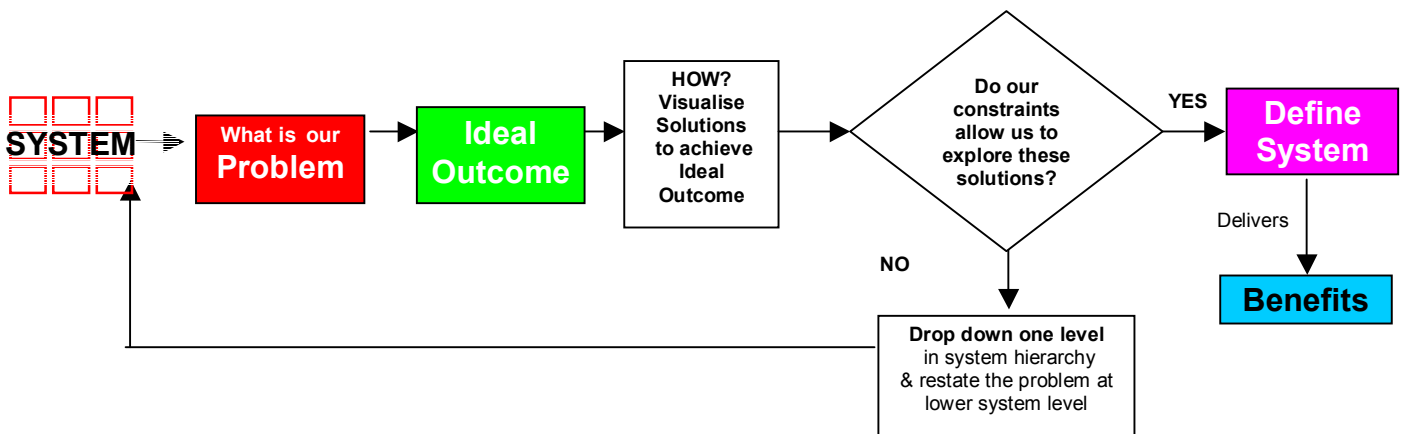 SYSTEM
What is our
Problem
Ideal
Outcome
HOW?
Visualise
Solutions
to achieve
Ideal
Outcome
Do our
constraints
allow us to
explore these
solutions?
YES
Define
System
Delivers
Benefits
NO
Drop down one level
in system hierarchy
& restate the problem at
lower system level